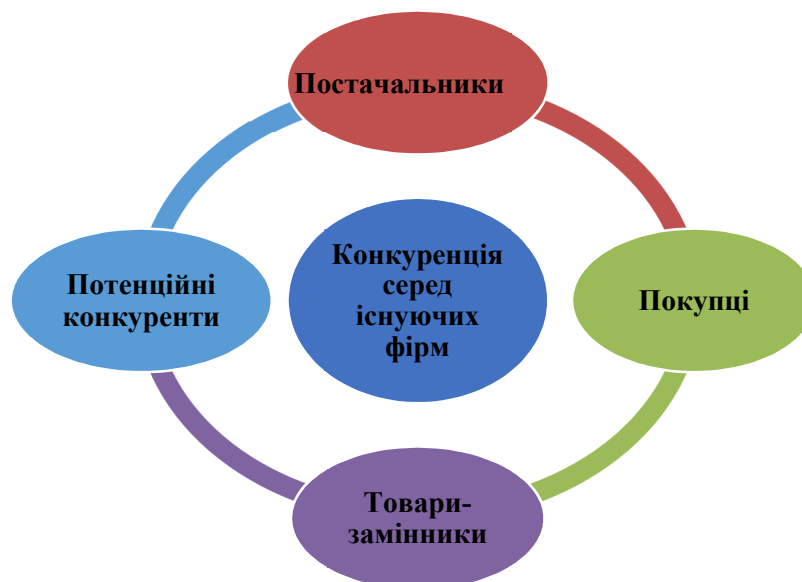 Постачальники
Конкуренція
серед
існуючих
фірм
Потенційні
конкуренти
Покупці
Товари-
замінники